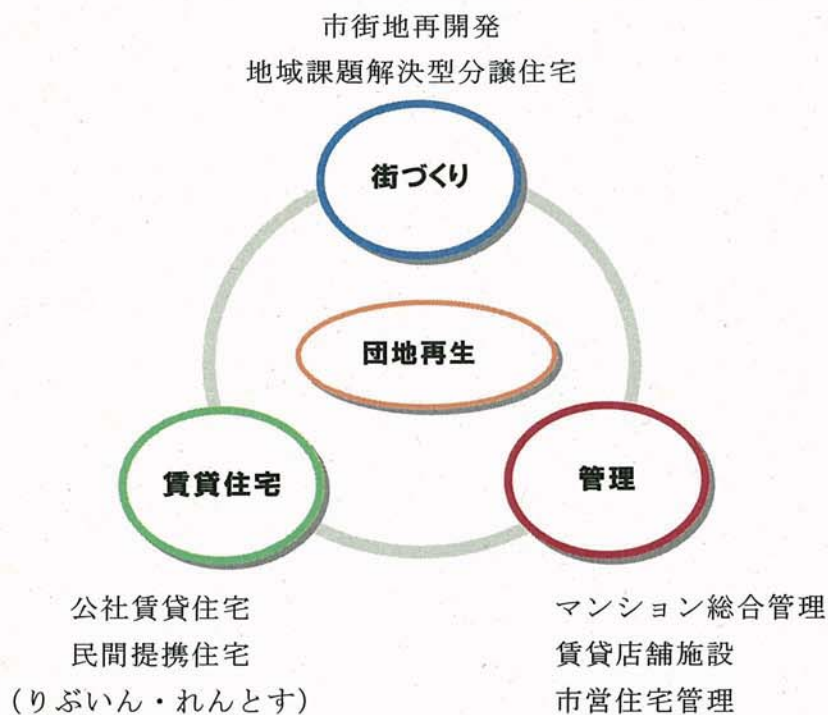 市街地再開発
地域課題解決型分譲住宅
街づくり
団地再生
賃貸住宅
管理
公社賃貸住宅
民間提携住宅
（りぶいん・れんとす）
マンション総合管理
賃貸店舗施設
市営住宅管理